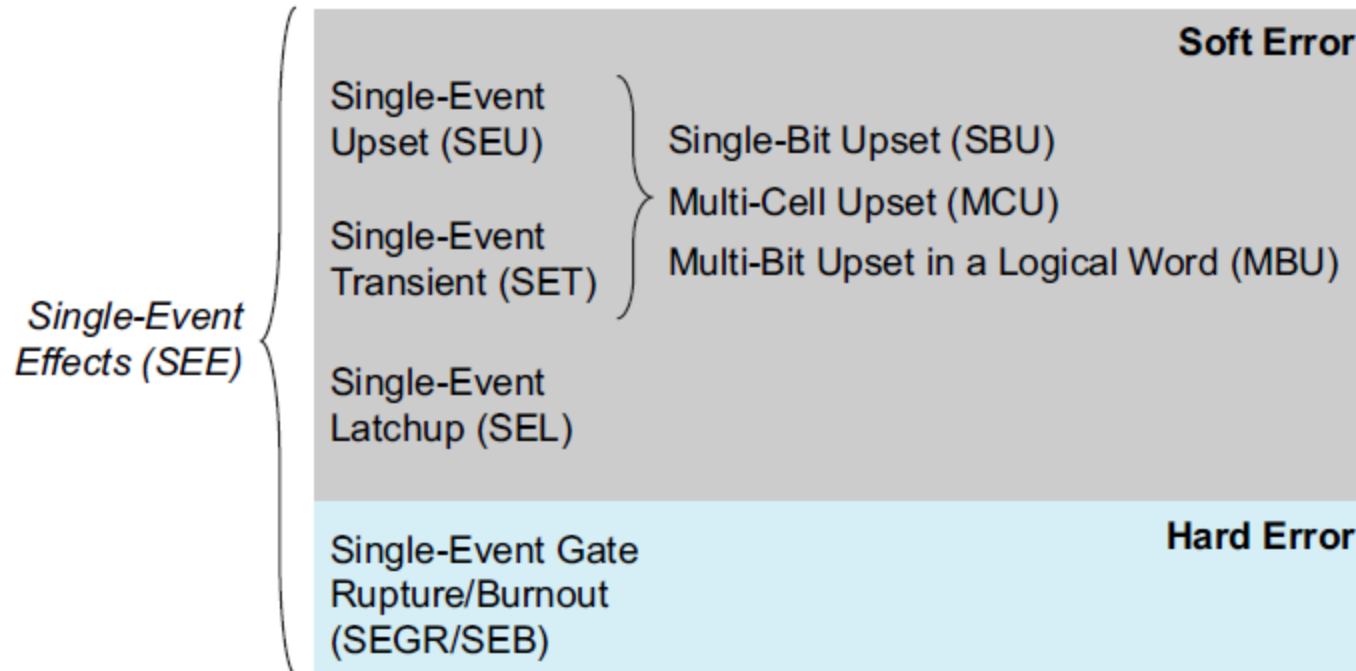 Soft Error
Single-Event
Upset (SEU)
Single-Bit Upset (SBU)
Multi-Cell Upset (MCU)
Single-Event
Transient (SET)
Multi-Bit Upset in a Logical Word (MBU)
Single-Event
Effects (SEE)
Single-Event
Latchup (SEL)
Hard Error
Single-Event Gate
Rupture/Burnout
(SEGR/SEB)